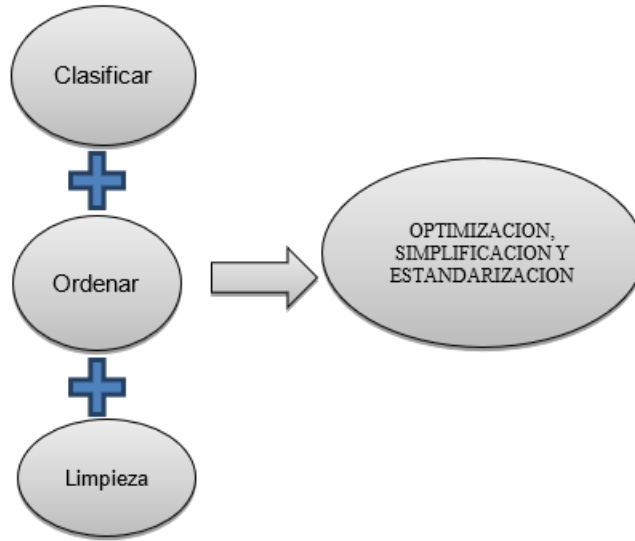 Clasificar
Ordenar
OPTIMIZACION,
SIMPLIFICACION Y
ESTANDARIZACION
Limpieza